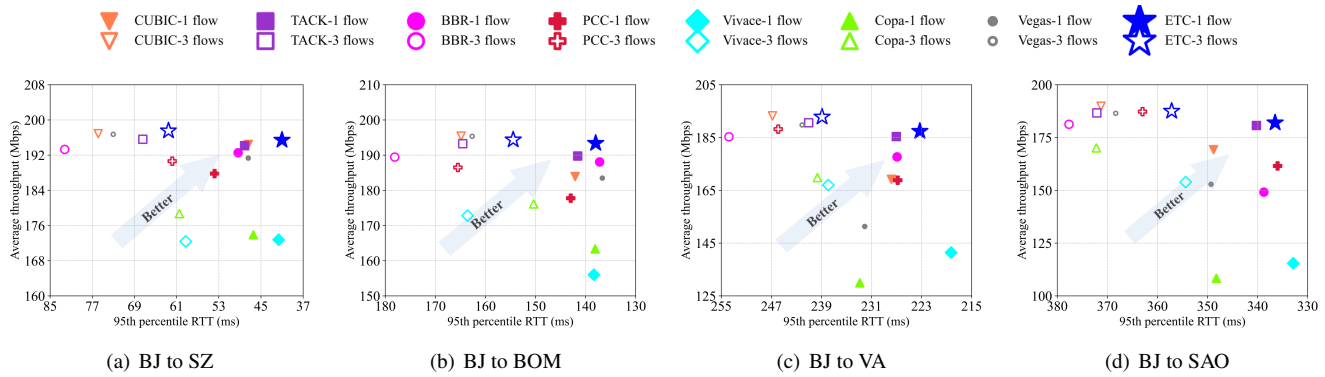 CUBIC-1 flow TACK-1 flow BBR-1 flow PCC-1 flow Vivace-1 flow Copa-1 flow Vegas-1 flow ETC-1 flow
CUBIC-3 flows TACK-3 flows BBR-3 flows PCC-3 flows Vivace-3 flows Copa-3 flows Vegas-3 flows ETC-3 flows
Average throughput (Mbps)
208
200
192
184
176
168
160
Better
85 77 69 61 53 45 37
95th percentile RTT (ms)
(a) BJ to SZ
Average throughput (Mbps)
210
200
190
180
170
160
150
Better
180 160 150 140 130
95th percentile RTT (ms)
(b) BJ to BOM
Average throughput (Mbps)
205
185
165
145
125
Better
255 247 239 231 223 215
95th percentile RTT (ms)
(c) BJ to VA
Average throughput (Mbps)
200
175
150
125
100
Better
380 370 360 350 340 330
95th percentile RTT (ms)
(d) BJ to SAO